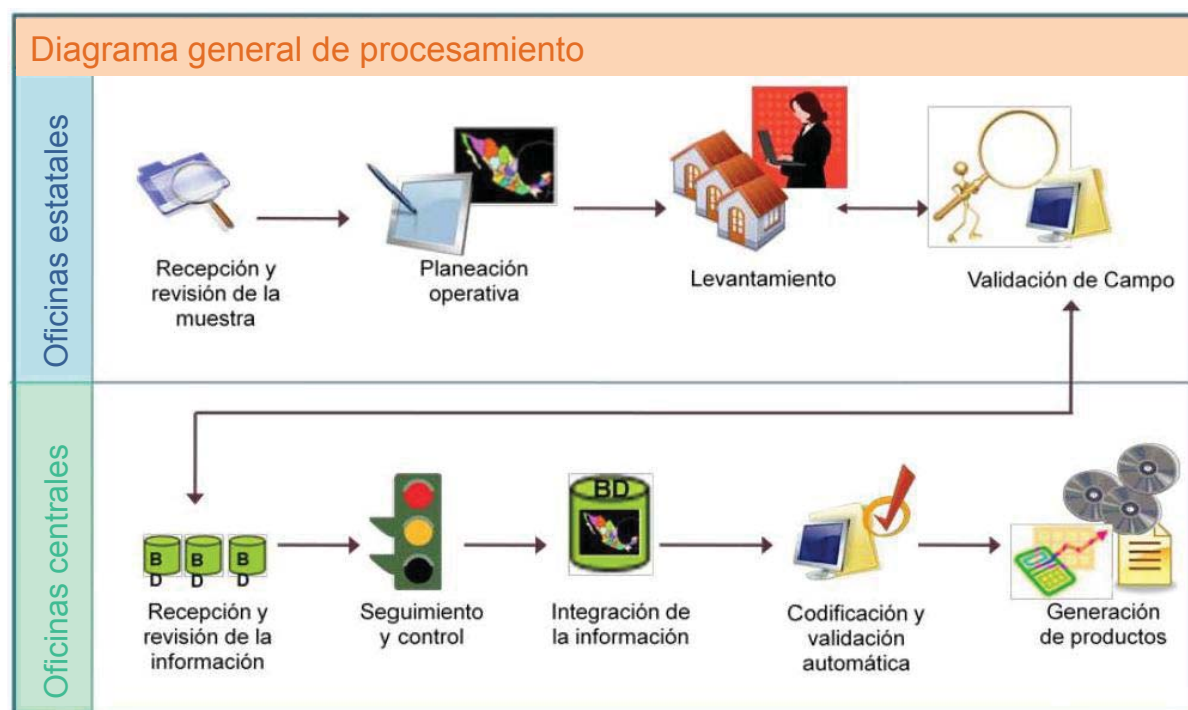 Diagrama general de procesamiento
Oficinas estatales
Recepción y
revisión de la
muestra
Planeación
operativa
Levantamiento
Validación de Campo
Oficinas centrales
B
D
B
D
B
D
Recepción y
revisión de la
información
Seguimiento
y control
BD
Integración de
la información
Codificación y
validación
automática
Generación
de productos